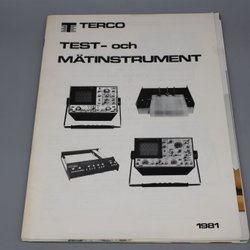 TERCO
TEST- och
MÄTINSTRUMENT
1981